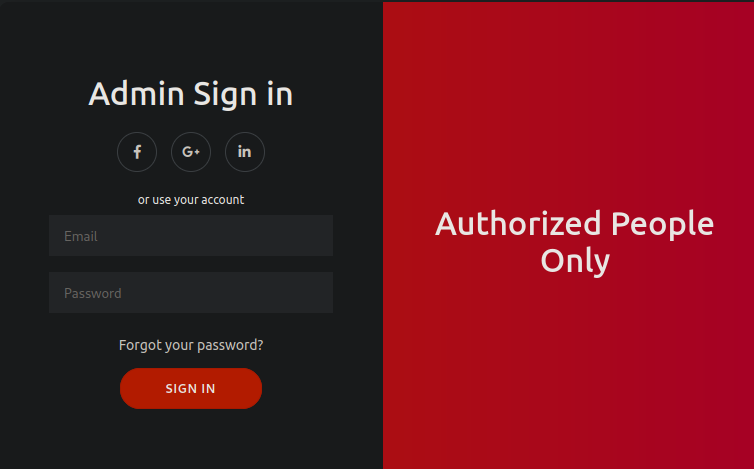 Admin Sign in
f G+ in
or use your account
Email
Password
Forgot your password?
SIGN IN
Authorized People
Only